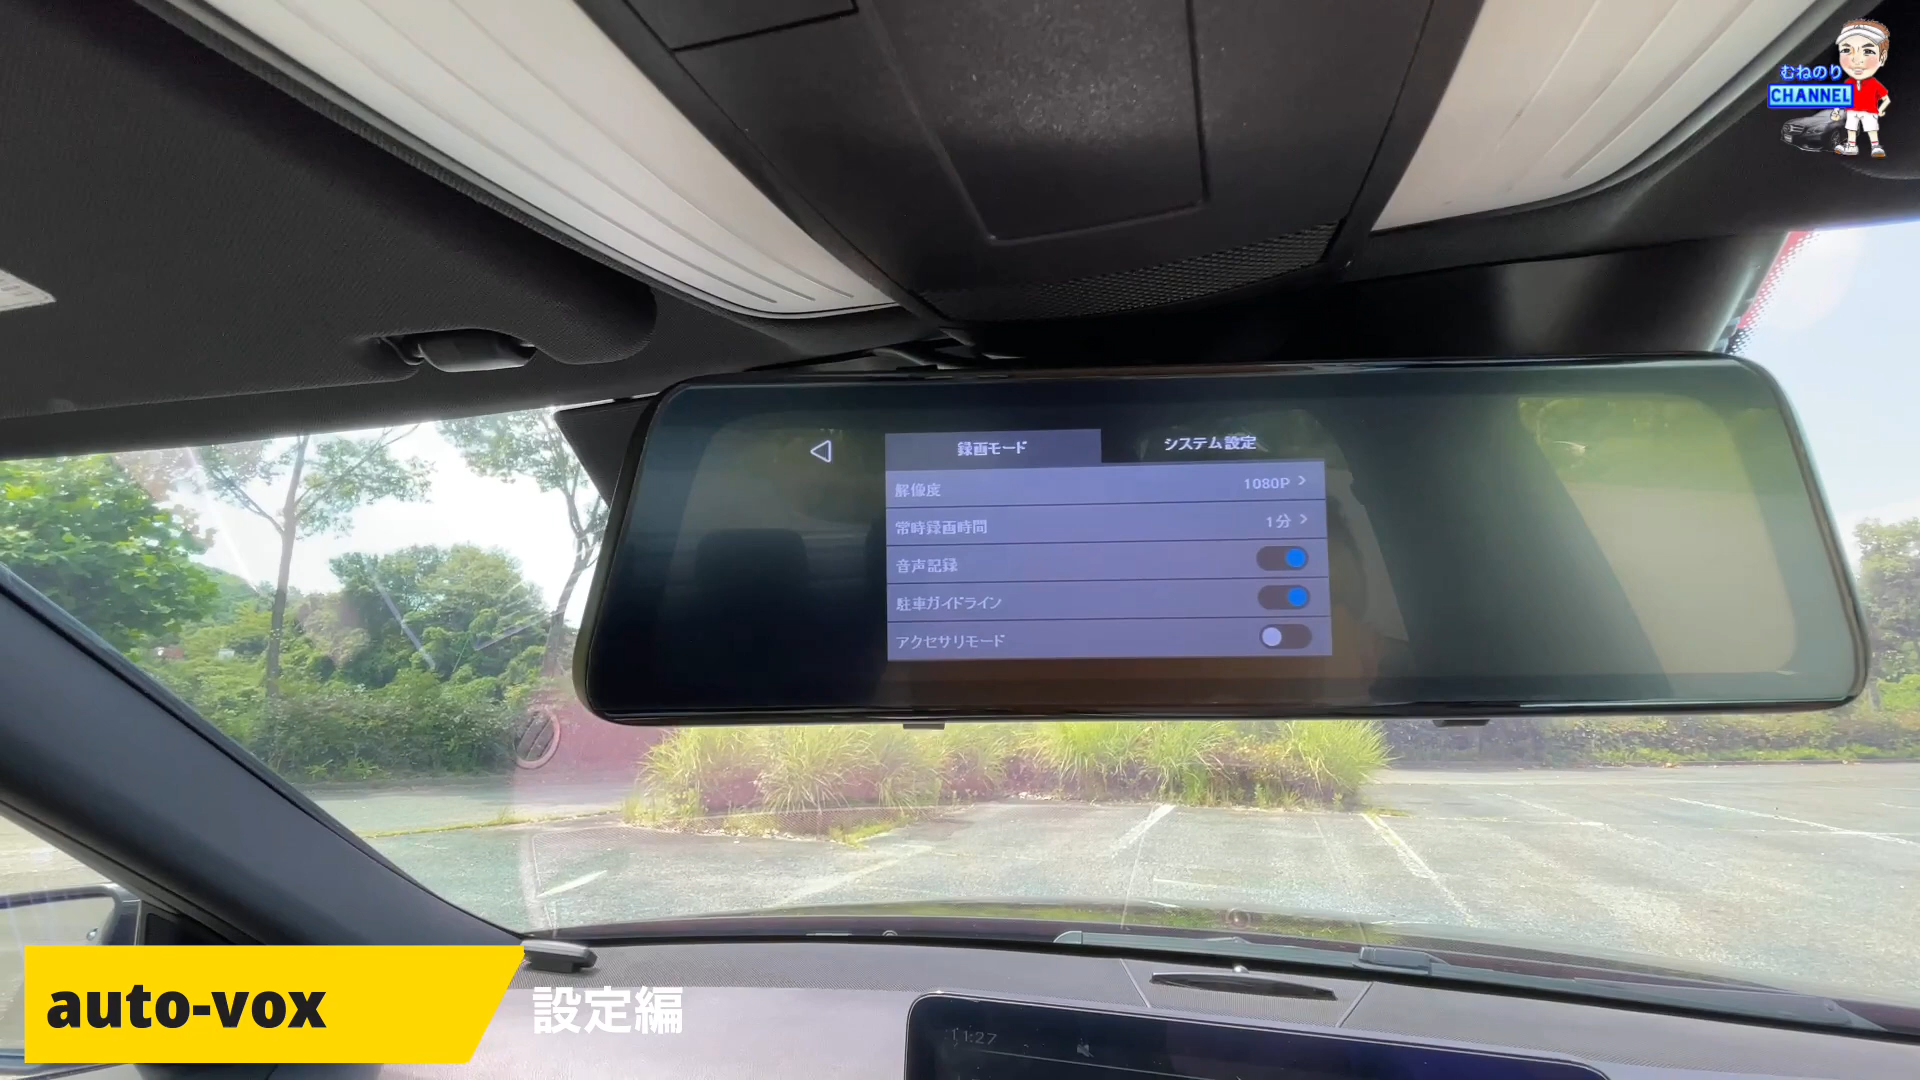 むねのり
CHANNEL
録画モード
システム設定
解像度
1080P
常時録画時間
1分
音声記録
駐車ガイドライン
アクセサリモード
auto-vox
設定編
11:27